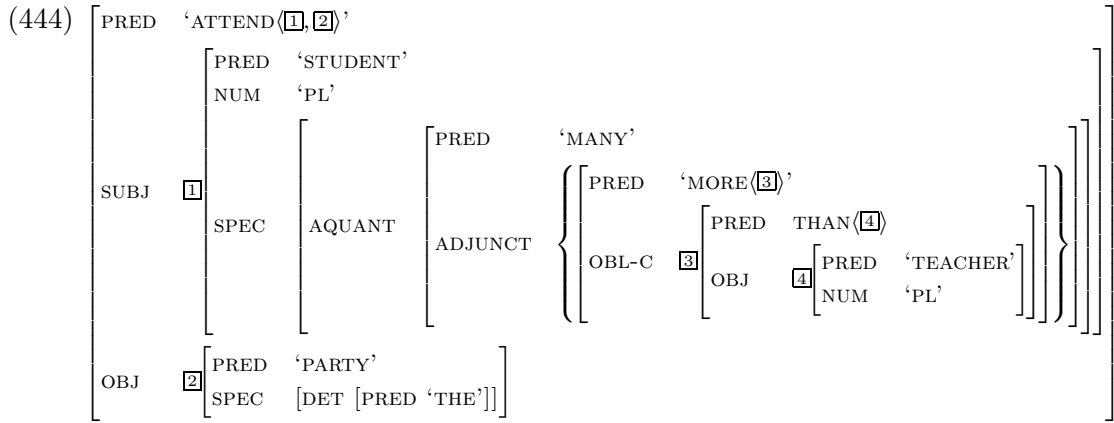 (444) PRED ‘ATTEND⟨1, 2⟩’
PRED ‘STUDENT’
NUM ‘PL’
PRED ‘MANY’
PRED ‘MORE⟨3⟩’
SUBJ 1
SPEC AQUANT
PRED THAN⟨4⟩
ADJUNCT
OBL-C 3
OBJ 4 PRED ‘TEACHER’
NUM ‘PL’
PRED ‘PARTY’
OBJ 2
SPEC [DET [PRED ‘THE’]]